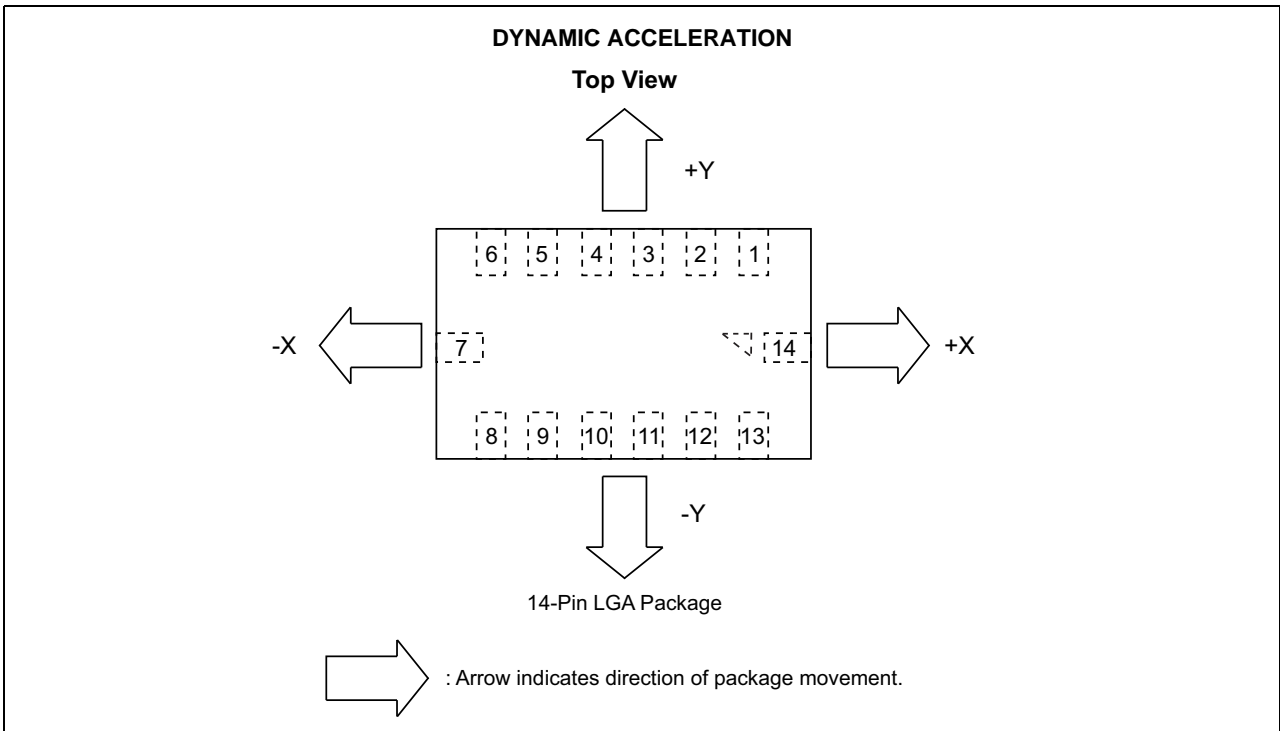 DYNAMIC ACCELERATION
Top View
+Y
6 5 4 3 2 1
-X 7 14 +X
8 9 10 11 12 13
-Y
14-Pin LGA Package
: Arrow indicates direction of package movement.